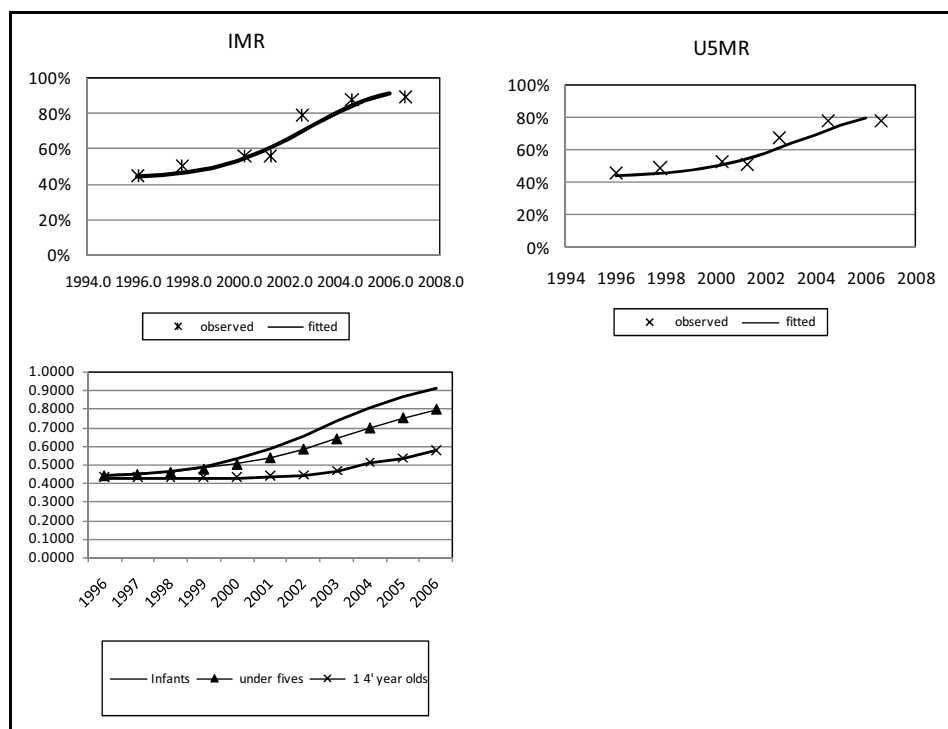 IMR
100%
80%
60%
40%
20%
0%
1994.0 1996.0 1998.0 2000.0 2002.0 2004.0 2006.0 2008.0
observed fitted
U5MR
100%
80%
60%
40%
20%
0%
1994 1996 1998 2000 2002 2004 2006 2008
observed fitted
1.0000
0.9000
0.8000
0.7000
0.6000
0.5000
0.4000
0.3000
0.2000
0.1000
0.0000
1996 1997 1998 1999 2000 2001 2002 2003 2004 2005 2006
Infants under fives 1 4' year olds